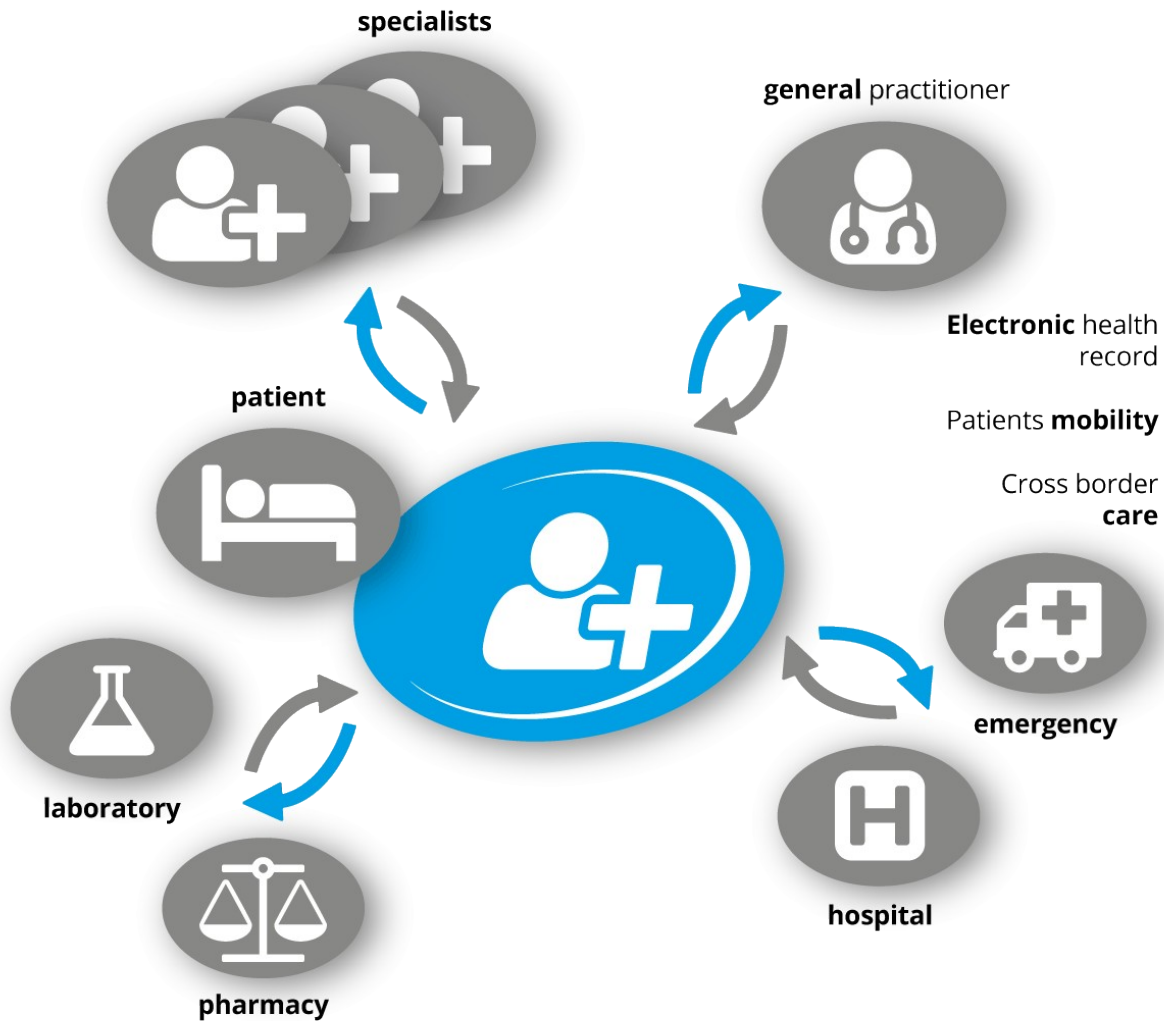 specialists
general practitioner
Electronic health
record
patient
Patients mobility
Cross border
care
emergency
laboratory
hospital
pharmacy